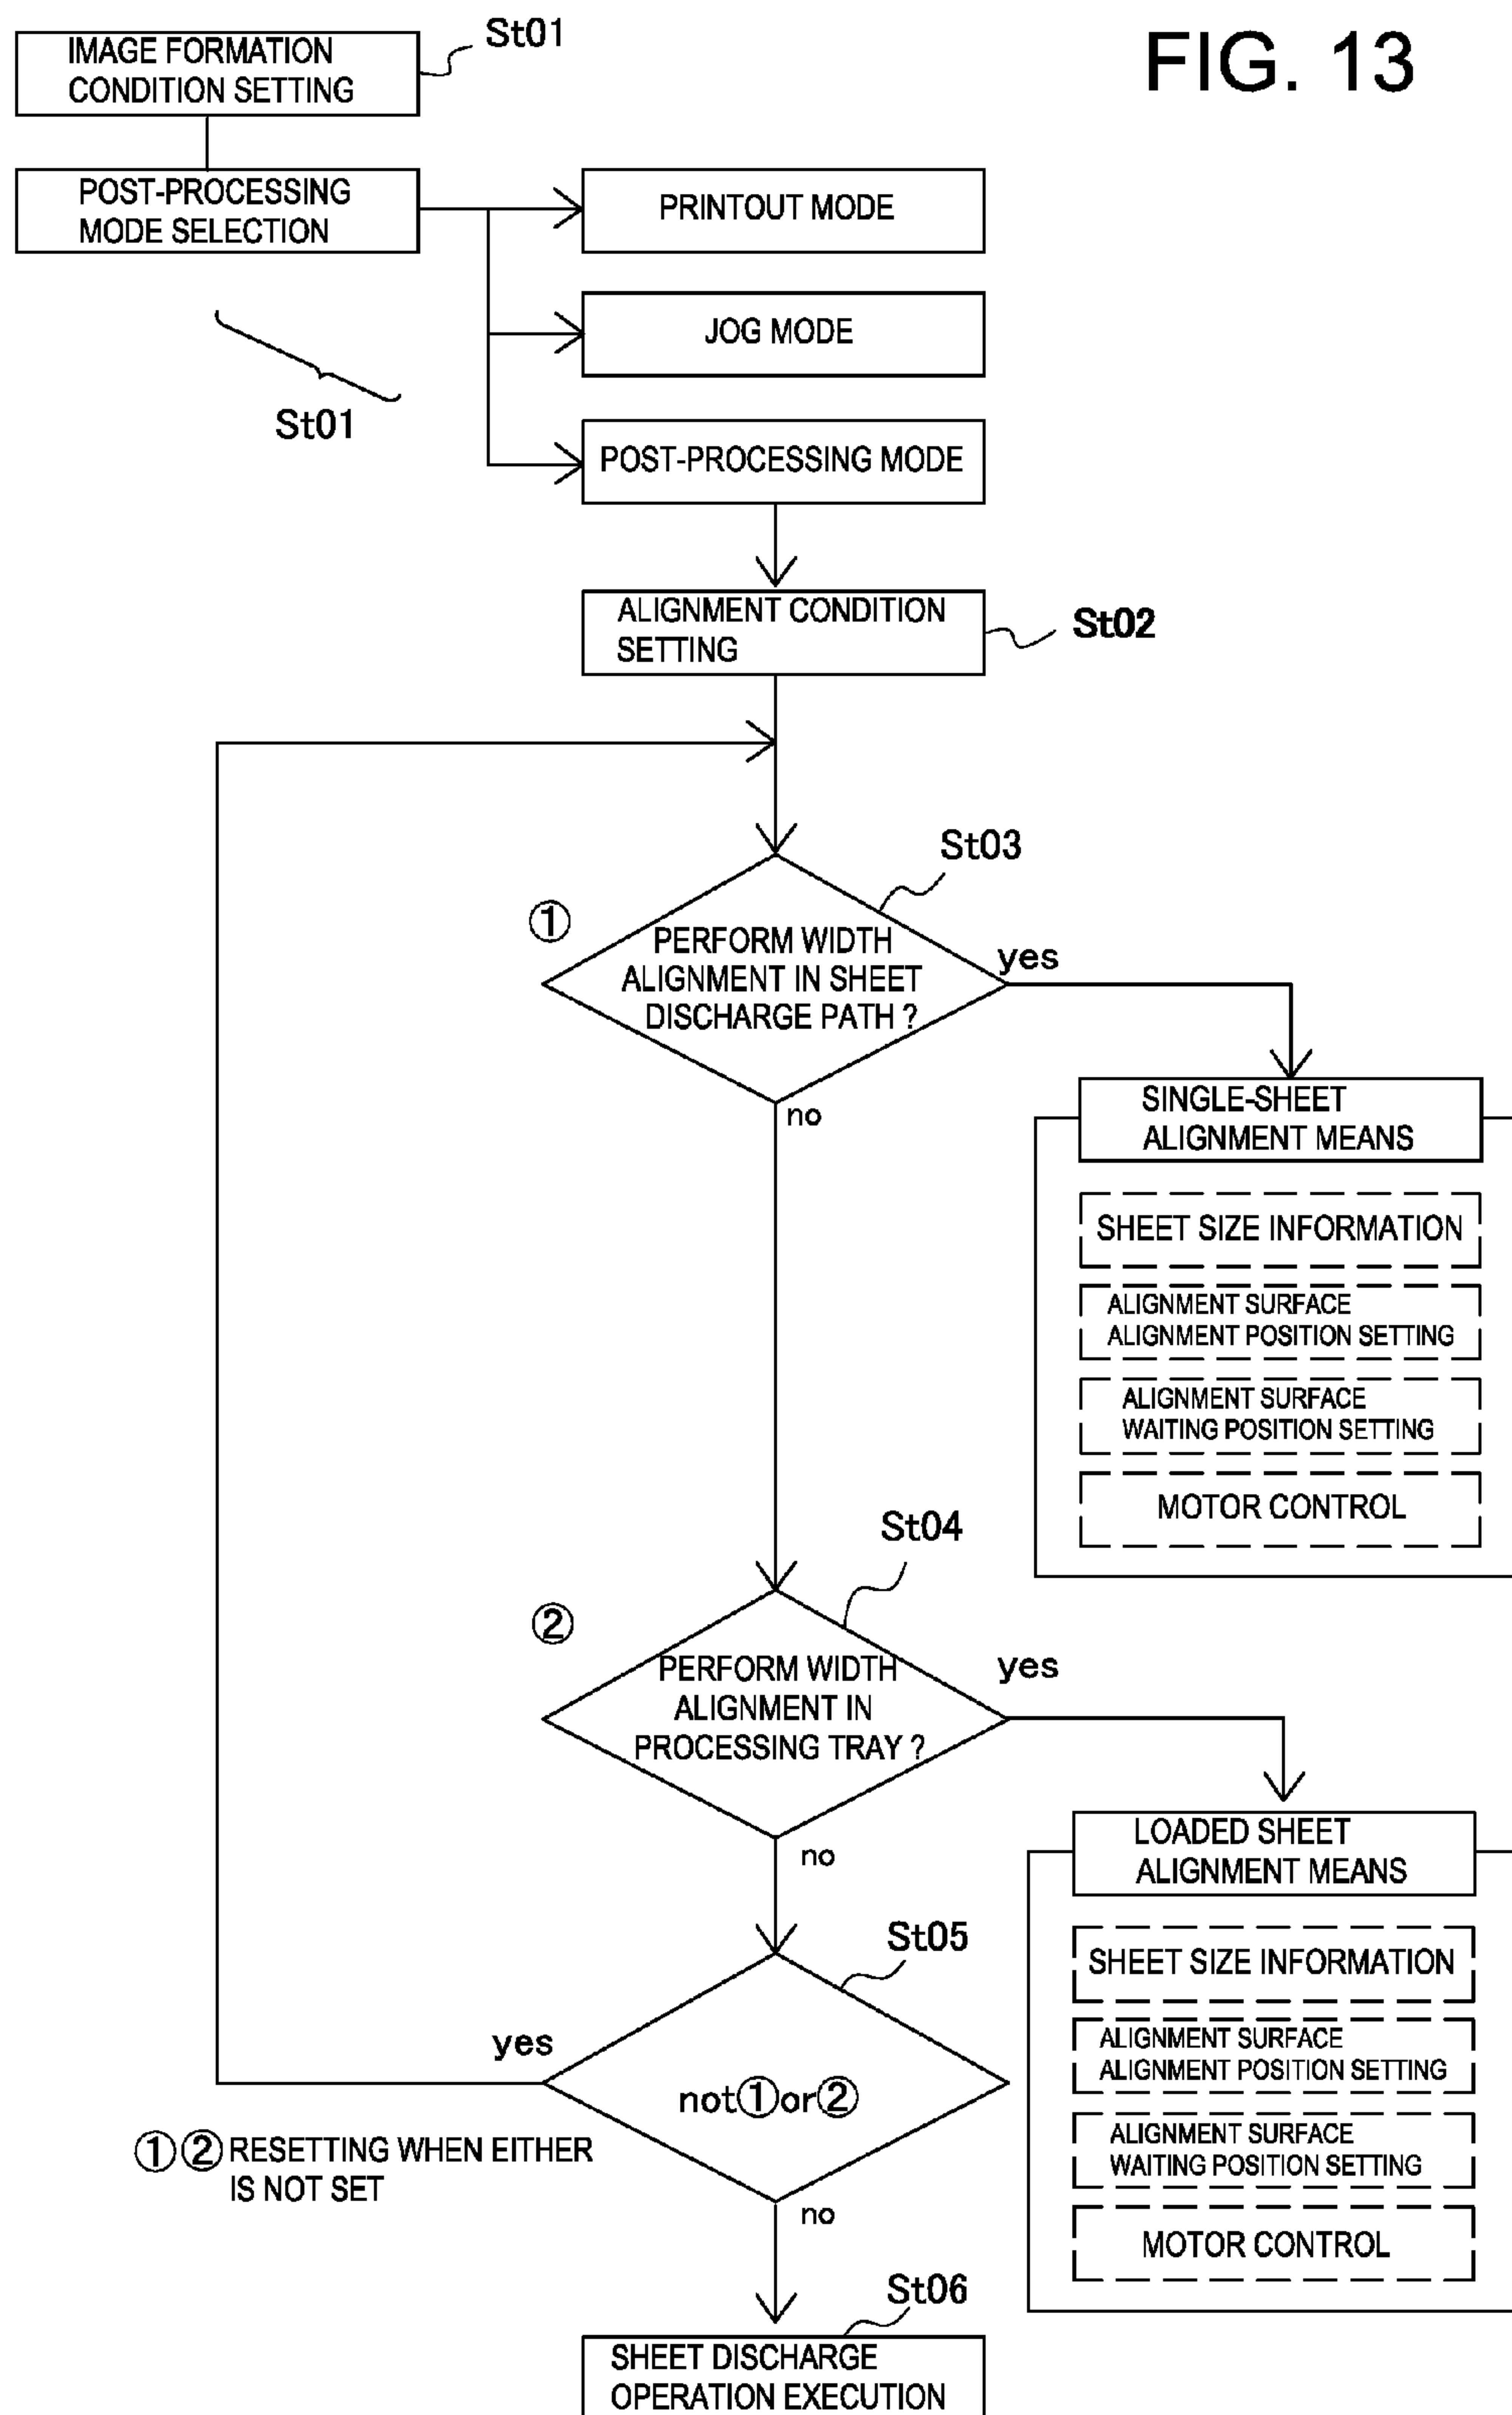 FIG. 13
St01
IMAGE FORMATION
CONDITION SETTING
POST-PROCESSING
MODE SELECTION
St01
PRINTOUT MODE
JOG MODE
POST-PROCESSING MODE
ALIGNMENT CONDITION
SETTING
St02
St03
①
PERFORM WIDTH
ALIGNMENT IN SHEET
DISCHARGE PATH ?
yes
no
SINGLE-SHEET
ALIGNMENT MEANS
SHEET SIZE INFORMATION
ALIGNMENT SURFACE
ALIGNMENT POSITION SETTING
ALIGNMENT SURFACE
WAITING POSITION SETTING
MOTOR CONTROL
St04
②
PERFORM WIDTH
ALIGNMENT IN
PROCESSING TRAY ?
yes
no
LOADED SHEET
ALIGNMENT MEANS
SHEET SIZE INFORMATION
ALIGNMENT SURFACE
ALIGNMENT POSITION SETTING
ALIGNMENT SURFACE
WAITING POSITION SETTING
MOTOR CONTROL
St05
yes
not①or②
①② RESETTING WHEN EITHER
IS NOT SET
no
St06
SHEET DISCHARGE
OPERATION EXECUTION